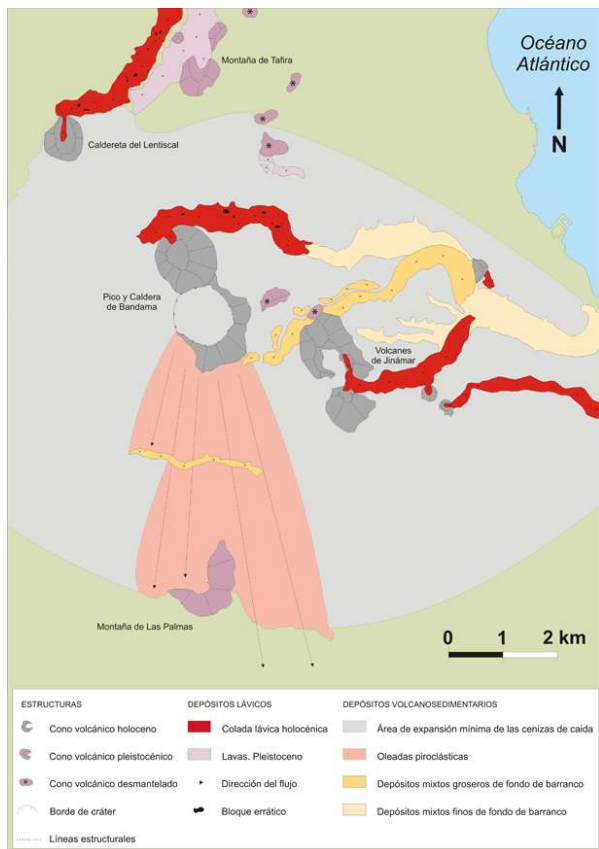 Océano
Atlántico
N
Montaña de Tafira
Caldereta del Lentiscal
Pico y Caldera
de Bandama
Volcanes
de Jinámar
Montaña de Las Palmas
0 1 2 km
ESTRUCTURAS
Cono volcánico holoceno
Cono volcánico pleistocénico
Cono volcánico desmantelado
Borde de cráter
Líneas estructurales
DEPÓSITOS LÁVICOS
Colada lávica holocénica
Lavas. Pleistoceno
Dirección del flujo
Bloque errático
DEPÓSITOS VOLCANOSEDIMENTARIOS
Área de expansión mínima de las cenizas de caida
Oleadas piroclásticas
Depósitos mixtos groseros de fondo de barranco
Depósitos mixtos finos de fondo de barranco